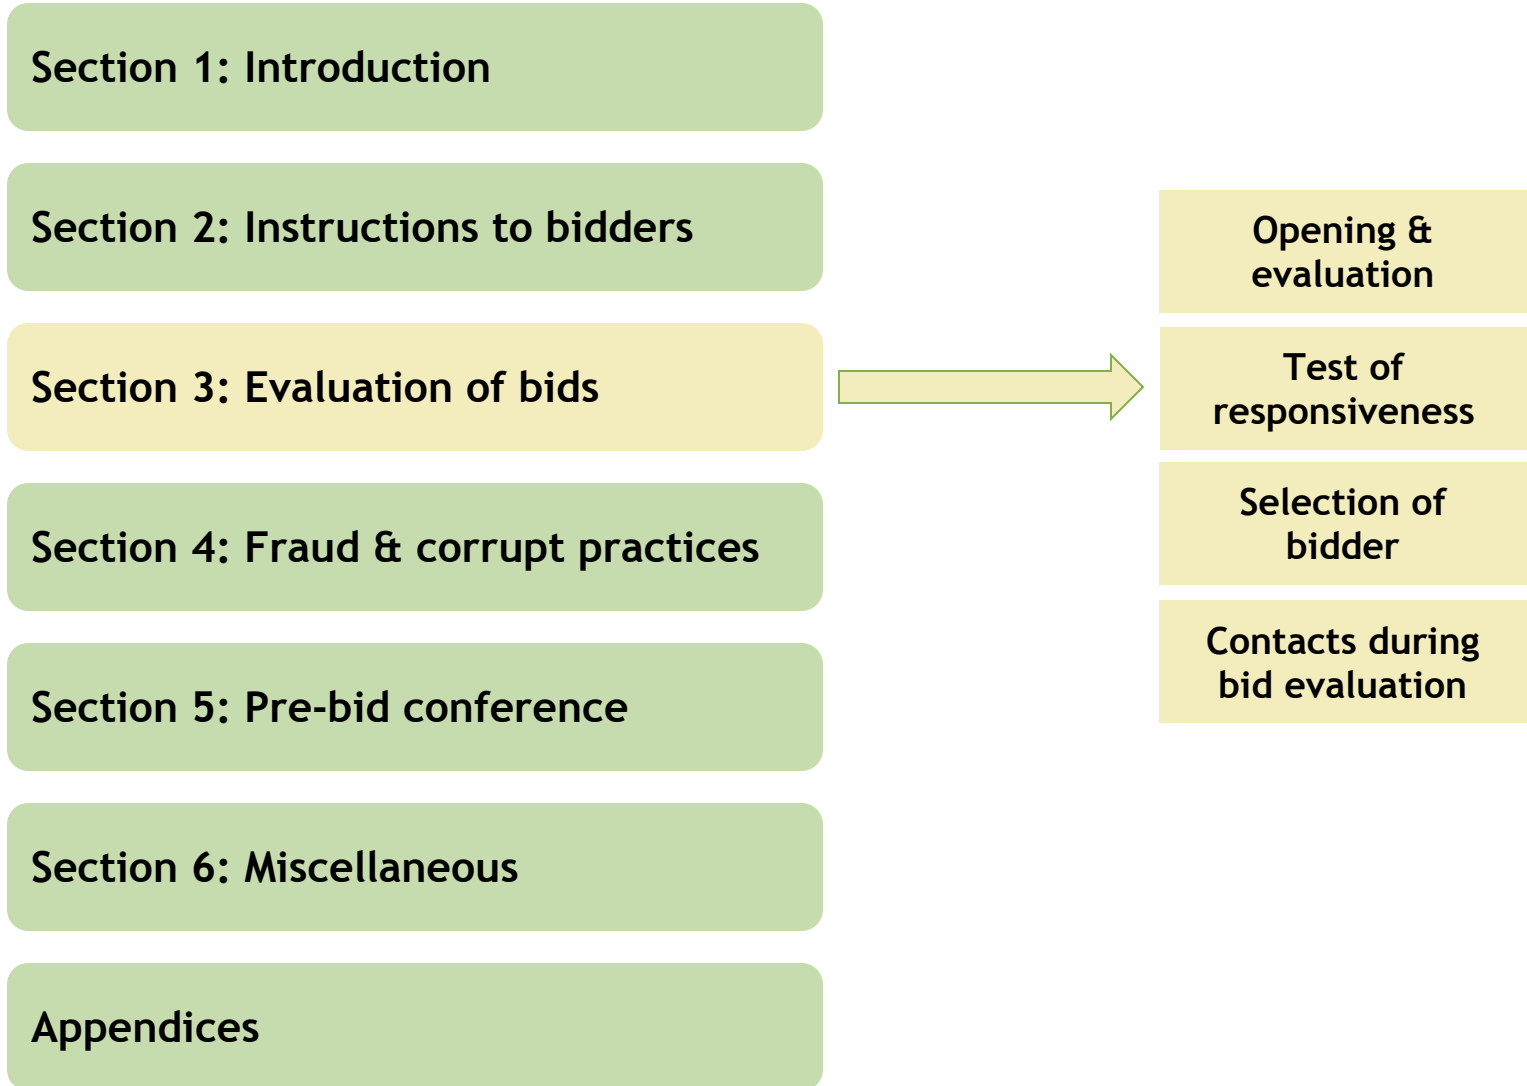 Section 1: Introduction
Section 2: Instructions to bidders
Section 3: Evaluation of bids
Section 4: Fraud & corrupt practices
Section 5: Pre-bid conference
Section 6: Miscellaneous
Appendices
Opening &
evaluation
Test of
responsiveness
Selection of
bidder
Contacts during
bid evaluation